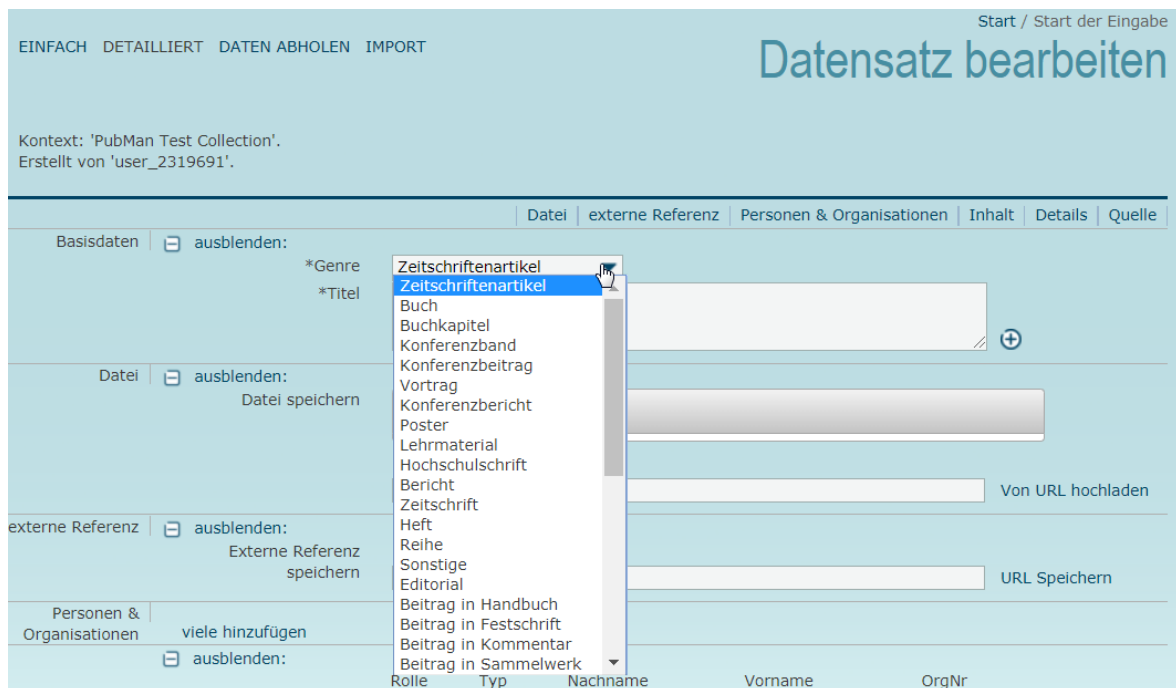 Start / Start der Eingabe
EINFACH DETAILLIERT DATEN ABHOLEN IMPORT
Datensatz bearbeiten
Kontext: 'PubMan Test Collection'.
Erstellt von 'user_2319691'.
Datei | externe Referenz | Personen & Organisationen | Inhalt | Details | Quelle
Basisdaten ausblenden:
*Genre Zeitschriftenartikel
*Titel
Zeitschriftenartikel
Buch
Buchkapitel
Konferenzband
Konferenzbeitrag
Vortrag
Konferenzbericht
Poster
Lehrmaterial
Hochschulschrift
Bericht
Zeitschrift
Heft
Reihe
Sonstige
Editorial
Beitrag in Handbuch
Beitrag in Festschrift
Beitrag in Kommentar
Beitrag in Sammelwerk
Datei ausblenden:
Datei speichern
Von URL hochladen
externe Referenz ausblenden:
Externe Referenz
speichern
URL Speichern
Personen &
Organisationen viele hinzufügen
ausblenden:
Rolle Typ Nachname Vorname OrgNr